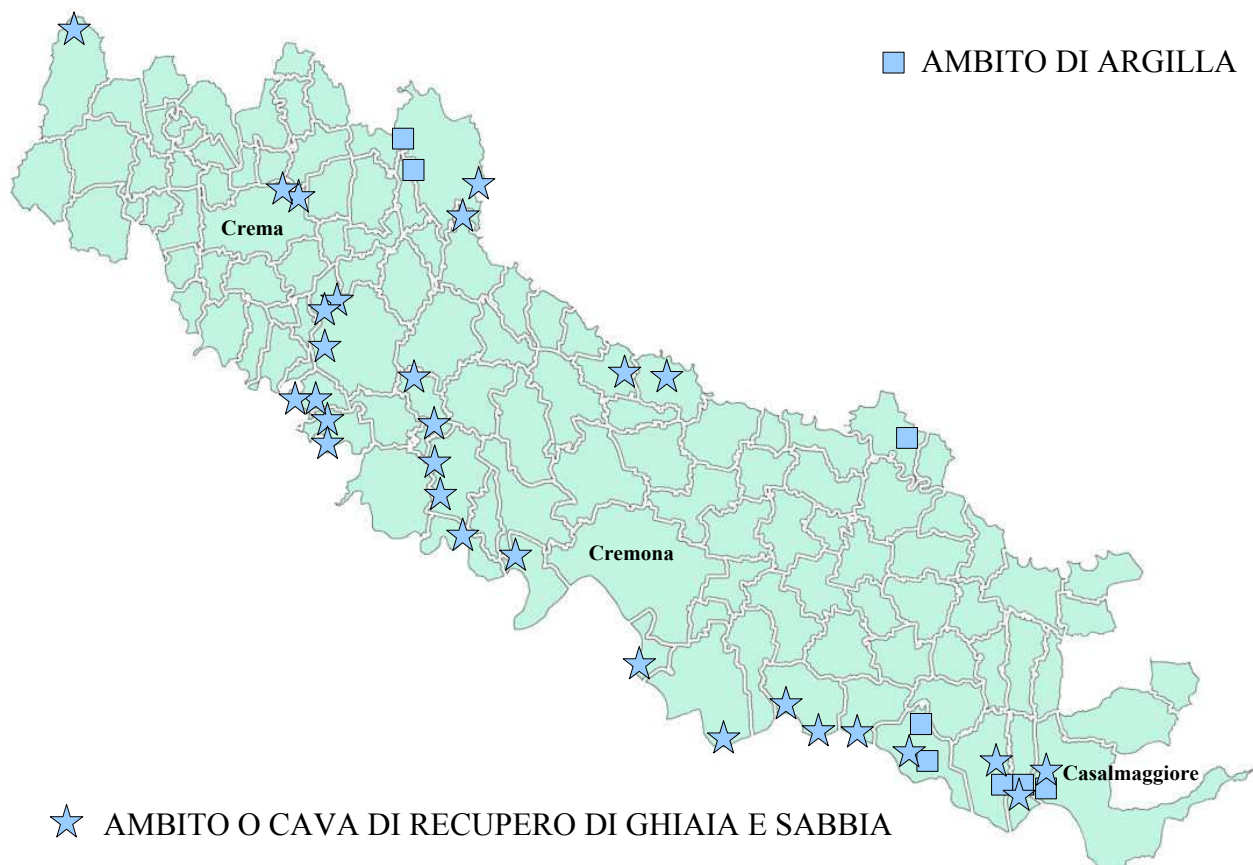 AMBITO DI ARGILLA
Crema
Cremona
Casalmaggiore
AMBITO O CAVA DI RECUPERO DI GHIAIA E SABBIA